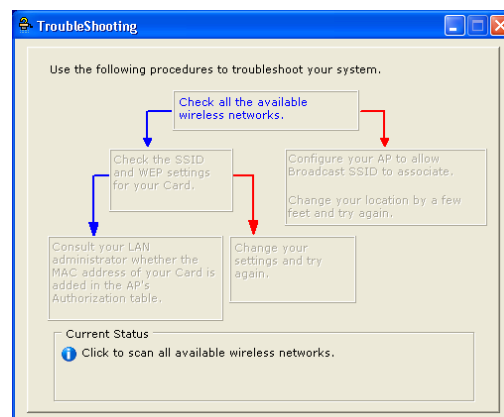 TroubleShooting
Use the following procedures to troubleshoot your system.
Check all the available
wireless networks.
Check the SSID
and WEP settings
for your Card.
Configure your AP to allow
Broadcast SSID to associate.
Change your location by a few
feet and try again.
Consult your LAN
administrator whether the
MAC address of your Card is
added in the AP's
Authorization table.
Change your
settings and try
again.
Current Status
Click to scan all available wireless networks.